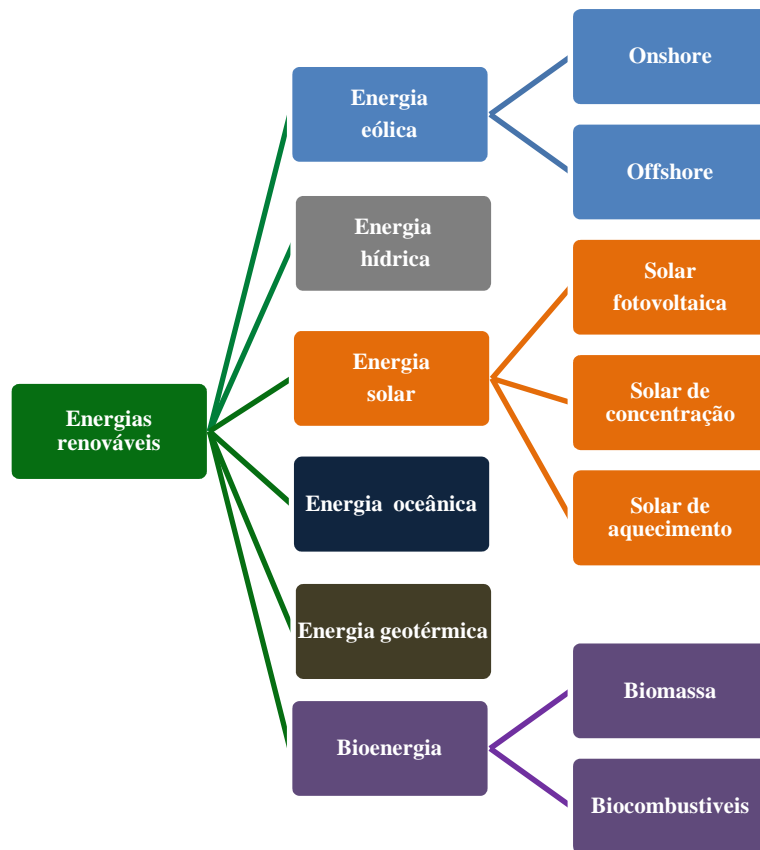 Energias
renováveis
Energia
eólica
Onshore
Offshore
Energia
hídrica
Energia
solar
Solar
fotovoltaica
Solar de
concentração
Solar de
aquecimento
Energia oceânica
Energia geotérmica
Bioenergia
Biomassa
Biocombustiveis